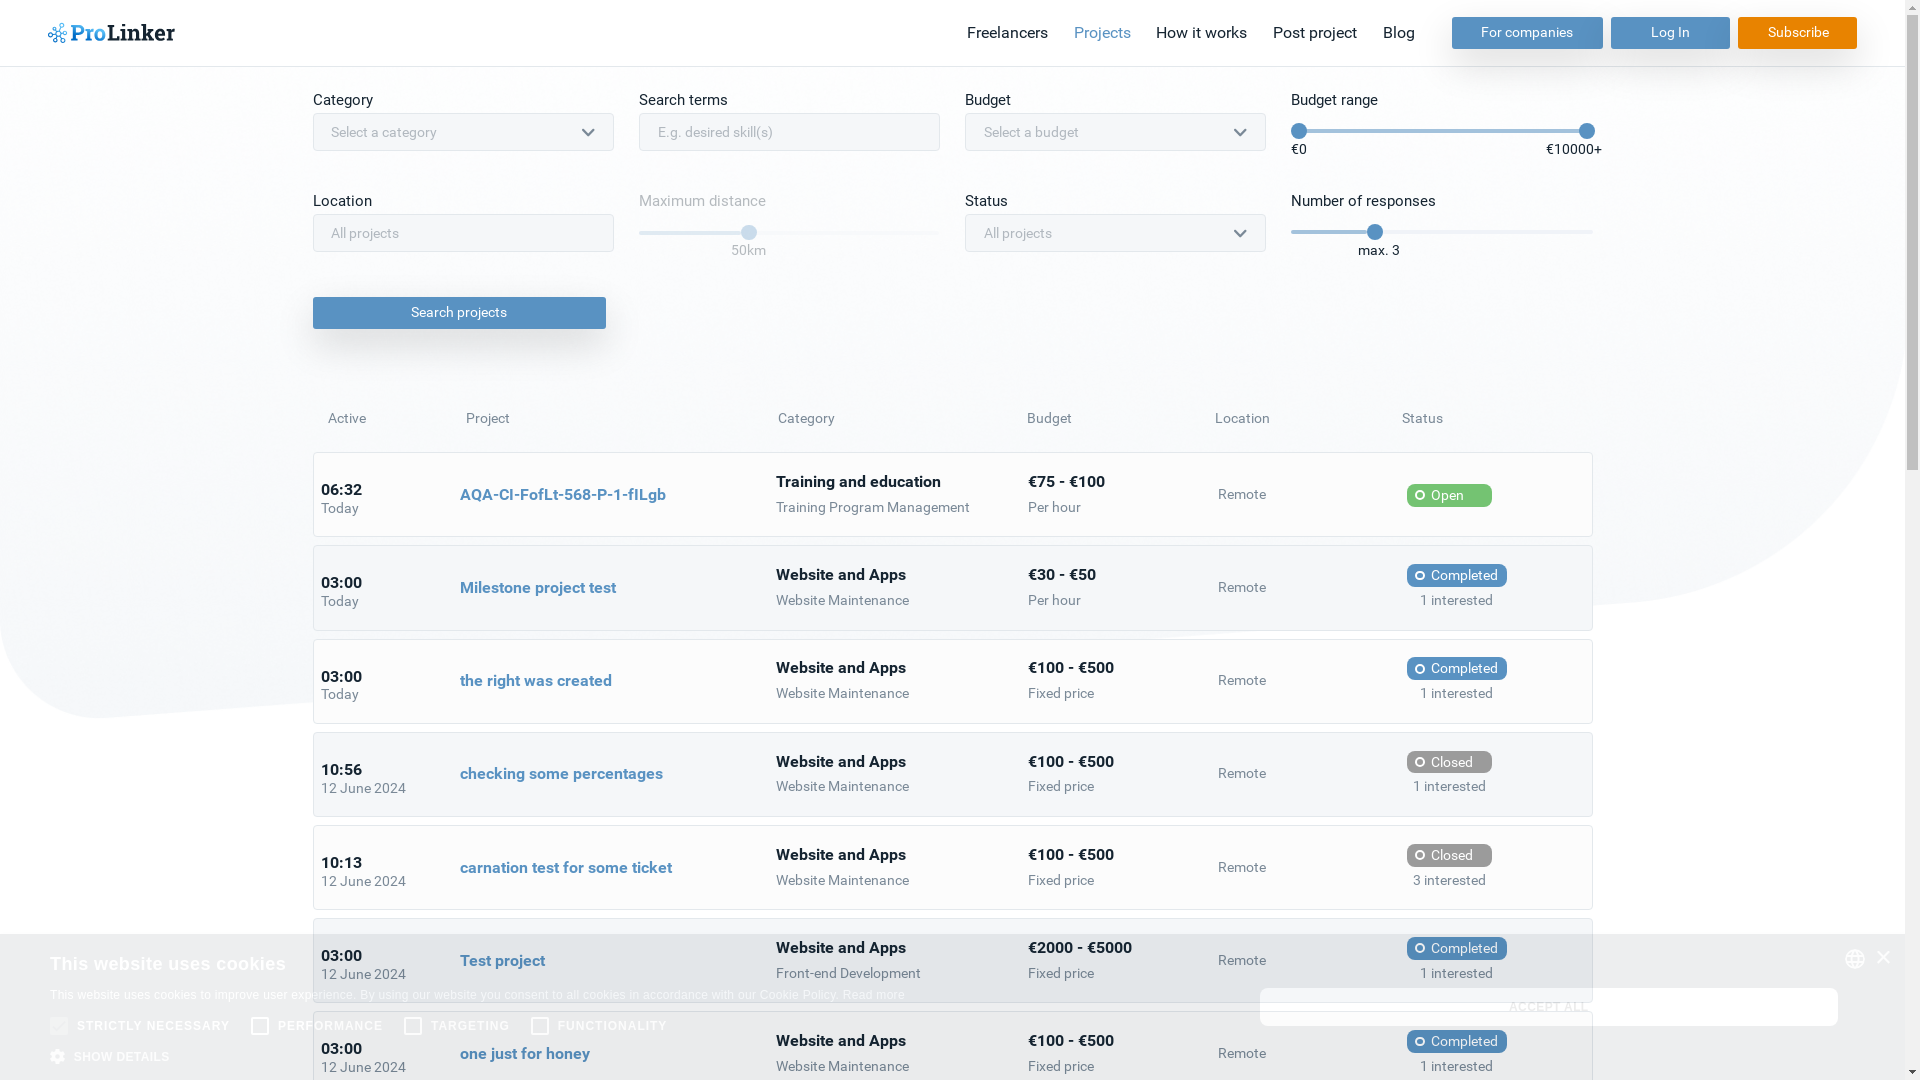 ProLinker
Freelancers Projects How it works Post project Blog For companies Log In Subscribe
Category Search terms Budget Budget range
Select a category E.g. desired skill(s) Select a budget
€0 €10000+
Location Maximum distance Status Number of responses
All projects All projects
50km max. 3
Search projects
Active Project Category Budget Location Status
06:32 Today AQA-CI-FofLt-568-P-1-fILgb Training and education €75 - €100 Remote Open
Training Program Management Per hour
03:00 Today Milestone project test Website and Apps €30 - €50 Remote Completed
Website Maintenance Per hour 1 interested
03:00 Today the right was created Website and Apps €100 - €500 Remote Completed
Website Maintenance Fixed price 1 interested
10:56 12 June 2024 checking some percentages Website and Apps €100 - €500 Remote Closed
Website Maintenance Fixed price 1 interested
10:13 12 June 2024 carnation test for some ticket Website and Apps €100 - €500 Remote Closed
Website Maintenance Fixed price 3 interested
03:00 12 June 2024 Test project Website and Apps €2000 - €5000 Remote Completed
Front-end Development Fixed price 1 interested
03:00 12 June 2024 one just for honey Website and Apps €100 - €500 Remote Completed
Website Maintenance Fixed price 1 interested
This website uses cookies
This website uses cookies to improve user experience. By using our website you consent to all cookies in accordance with our Cookie Policy. Read more
STRICTLY NECESSARY PERFORMANCE TARGETING FUNCTIONALITY
SHOW DETAILS
ACCEPT ALL